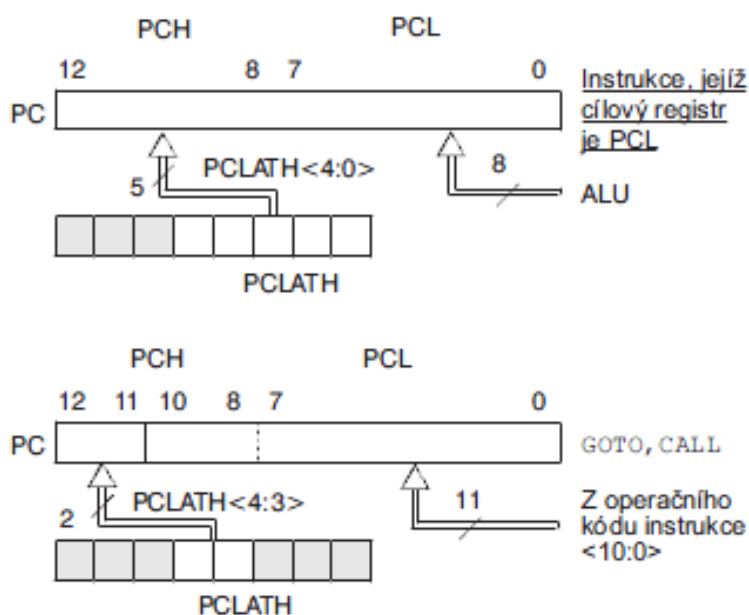 PCH PCL
12 8 7 0
PC
Instrukce, jejíž
cílový registr
je PCL
5 PCLATH<4:0> 8
ALU
PCLATH
PCH PCL
12 11 10 8 7 0
PC GOTO, CALL
2 PCLATH<4:3> 11
Z operačního
kódu instrukce
<10:0>
PCLATH